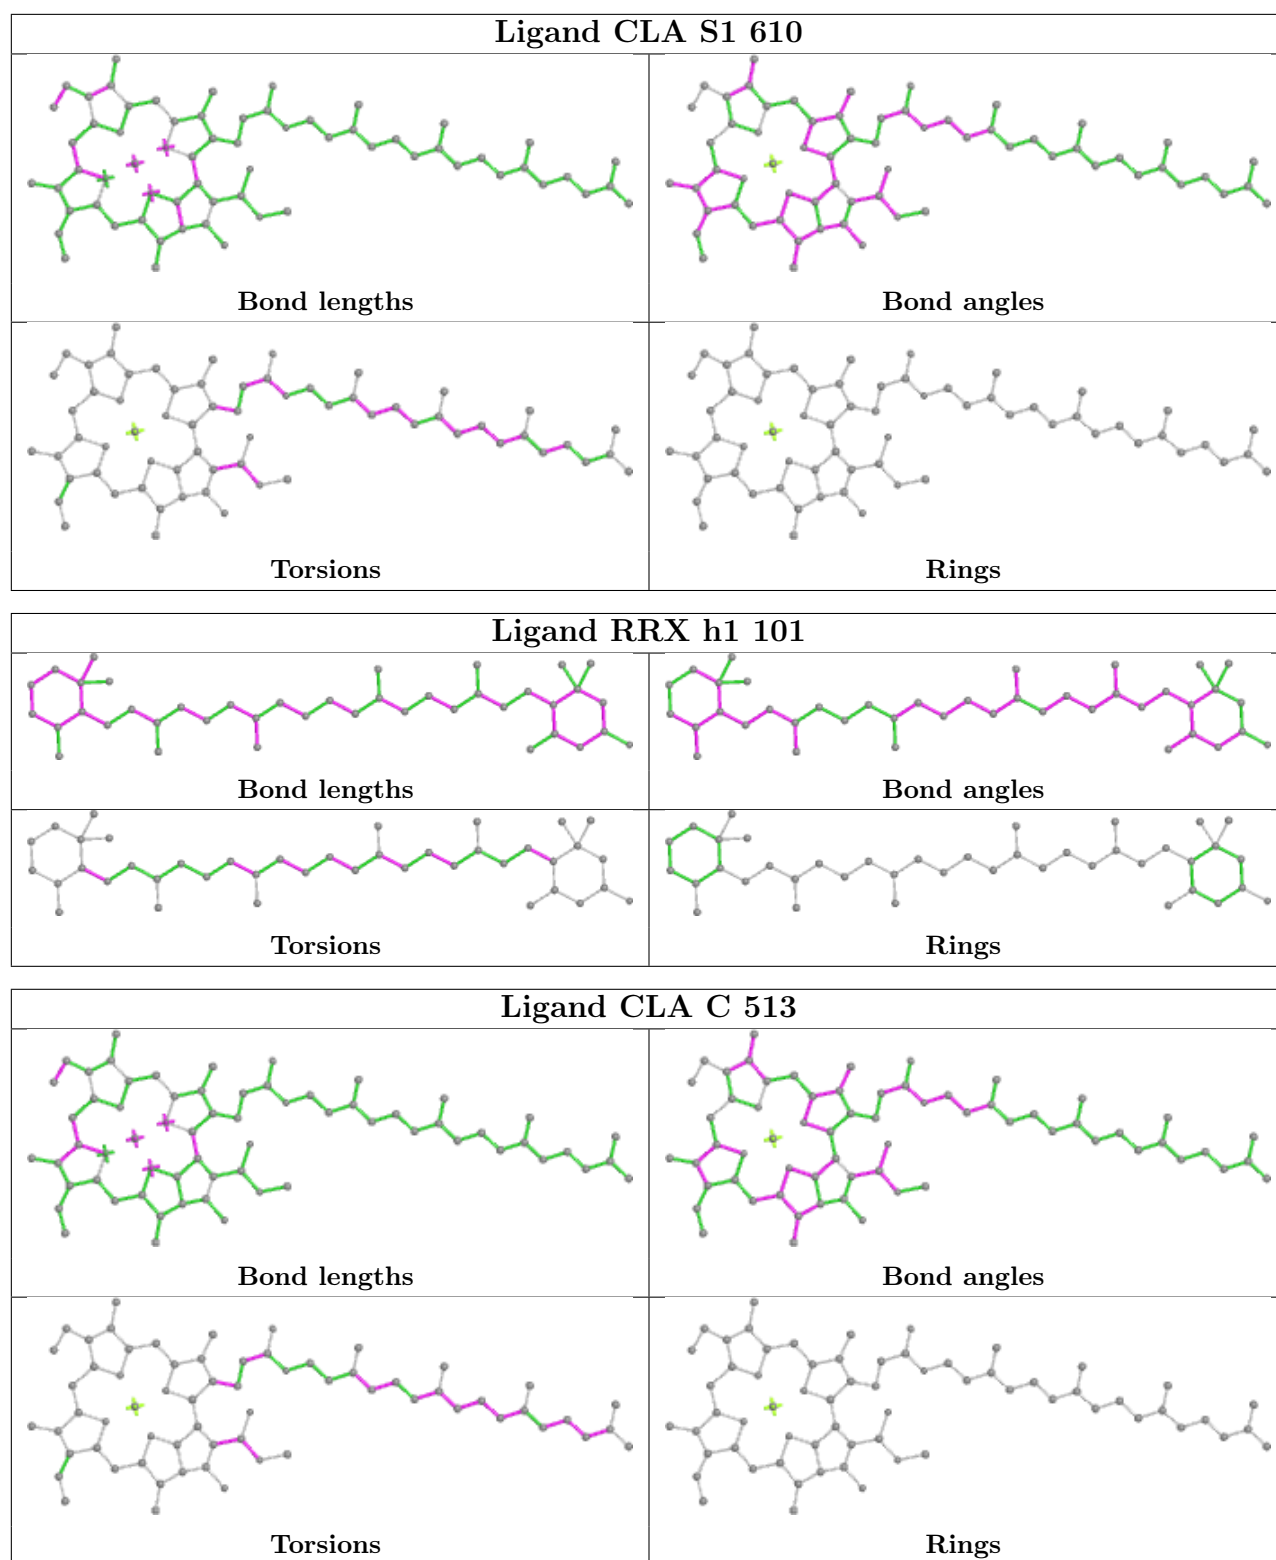 Ligand CLA S1 610
Bond lengths
Bond angles
Torsions
Rings
Ligand RRX h1 101
Bond lengths
Bond angles
Torsions
Rings
Ligand CLA C 513
Bond lengths
Bond angles
Torsions
Rings